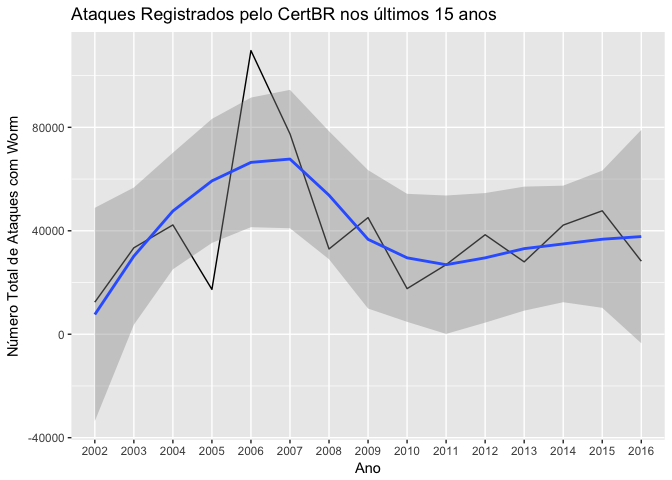 Ataques Registrados pelo CertBR nos últimos 15 anos
Número Total de Ataques com Worm
80000
40000
0
-40000
2002 2003 2004 2005 2006 2007 2008 2009 2010 2011 2012 2013 2014 2015 2016
Ano